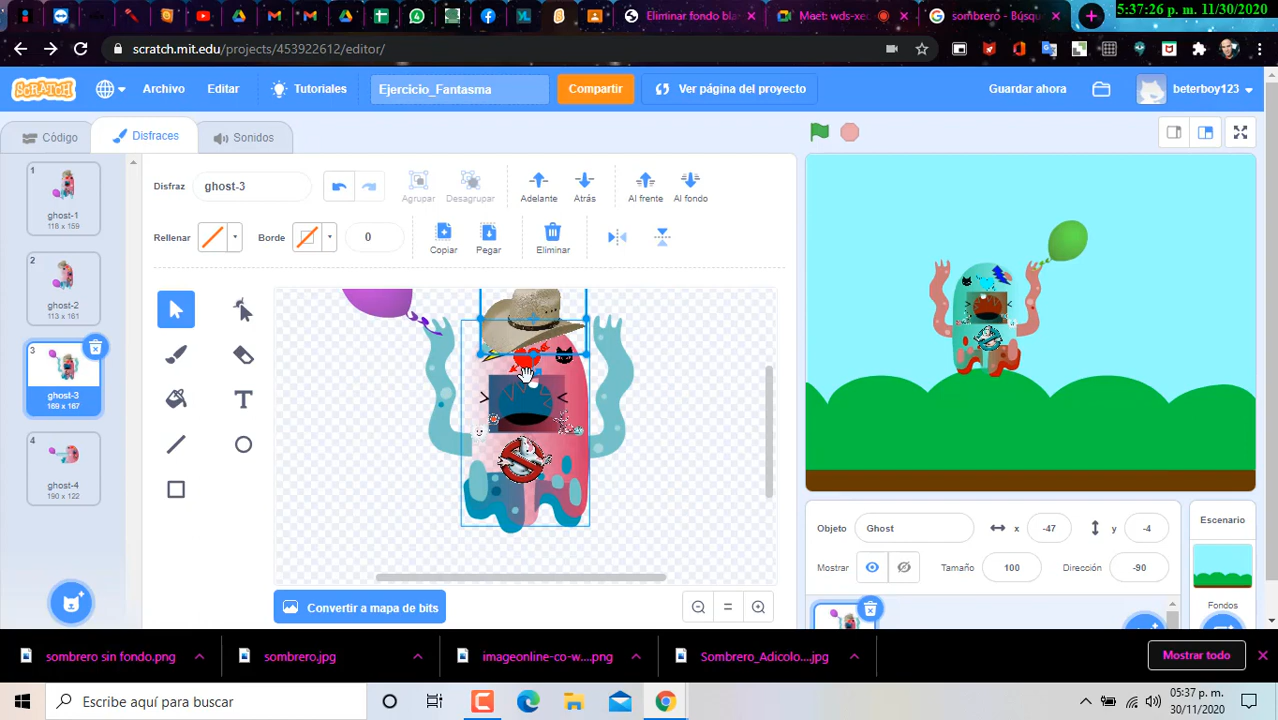 Eliminar fondo bla
Meet: wds-xes
sombrero - Búsq
5:37:26 p. m. 11/30/2020
scratch.mit.edu/projects/453922612/editor/
SCRATCH
Archivo
Editar
Tutoriales
Ejercicio_Fantasma
Compartir
Ver página del proyecto
Guardar ahora
beterboy123
Código
Disfraces
Sonidos
1
ghost-1
118 x 159
2
ghost-2
113 x 161
3
ghost-3
169 x 167
4
ghost-4
190 x 122
Disfraz
ghost-3
Agrupar
Desagrupar
Adelante
Atrás
Al frente
Al fondo
Rellenar
Borde
0
Copiar
Pegar
Eliminar
T
Convertir a mapa de bits
Objeto
Ghost
x
-47
y
-4
Mostrar
Tamaño
100
Dirección
-90
Escenario
Fondos
sombrero sin fondo.png
sombrero.jpg
imageonline-co-w....png
Sombrero_Adicolo....jpg
Mostrar todo
Escribe aquí para buscar
05:37 p. m.
30/11/2020